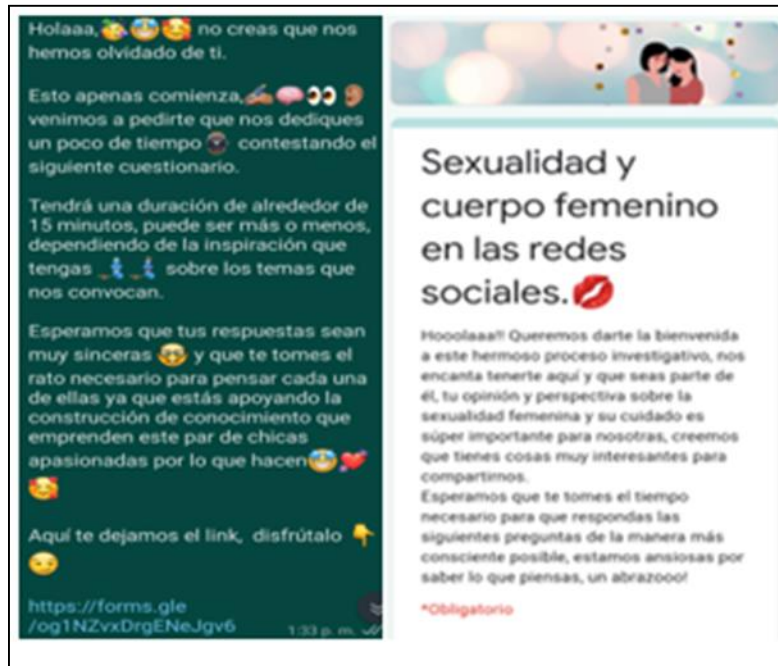 Holaaa,🥳🤓🥰 no creas que nos
hemos olvidado de ti.
Esto apenas comienza,✍🏽🧠👀👂🏽
venimos a pedirte que nos dediques
un poco de tiempo contestando el
siguiente cuestionario.
Tendrá una duración de alrededor de
15 minutos, puede ser más o menos,
dependiendo de la inspiración que
tengas sobre los temas que
nos convocan.
Esperamos que tus respuestas sean
muy sinceras y que te tomes el
rato necesario para pensar cada una
de ellas ya que estás apoyando la
construcción de conocimiento que
emprenden este par de chicas
apasionadas por lo que hacen💞
🥰
Aquí te dejamos el link, disfrútalo 👇
😏
https://forms.gle
/og1NZvxDrgENeJgv6
1:33 p. m.
Sexualidad y
cuerpo femenino
en las redes
sociales.💋
Hooolaaa!! Queremos darte la bienvenida
a este hermoso proceso investigativo, nos
encanta tenerte aquí y que seas parte de
él, tu opinión y perspectiva sobre la
sexualidad femenina y su cuidado es
súper importante para nosotras, creemos
que tienes cosas muy interesantes para
compartirnos.
Esperamos que te tomes el tiempo
necesario para que respondas las
siguientes preguntas de la manera más
consciente posible, estamos ansiosas por
saber lo que piensas, un abrazooo!
*Obligatorio